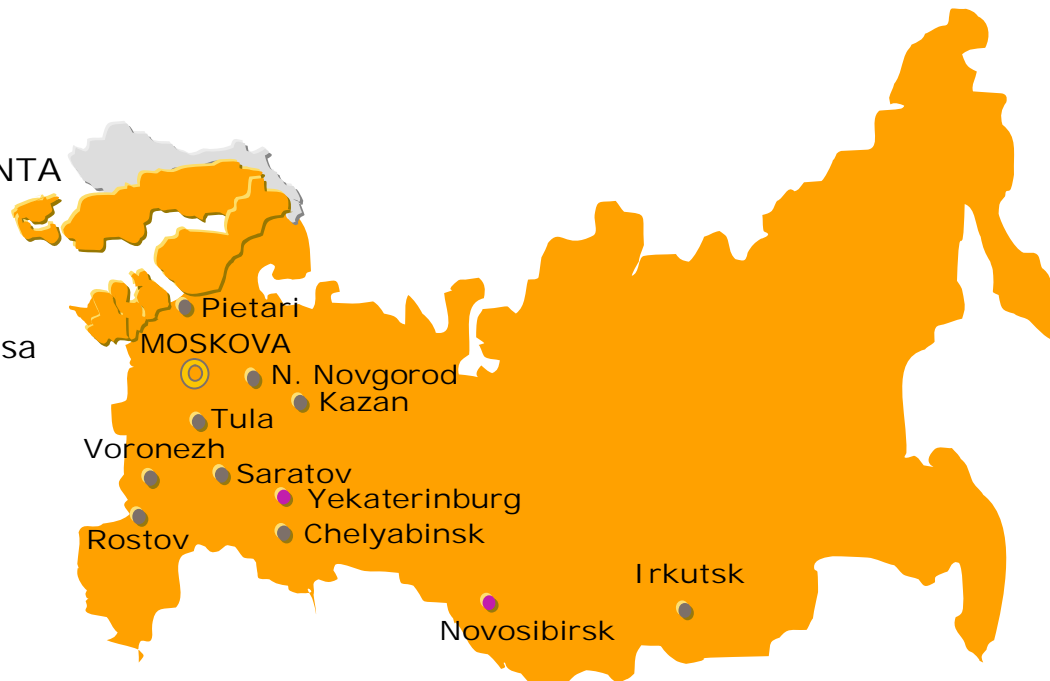 NTA
Pietari
sa
MOSKOVA
N. Novgorod
Kazan
Tula
Voronezh
Saratov
Yekaterinburg
Rostov
Chelyabinsk
Irkutsk
Novosibirsk